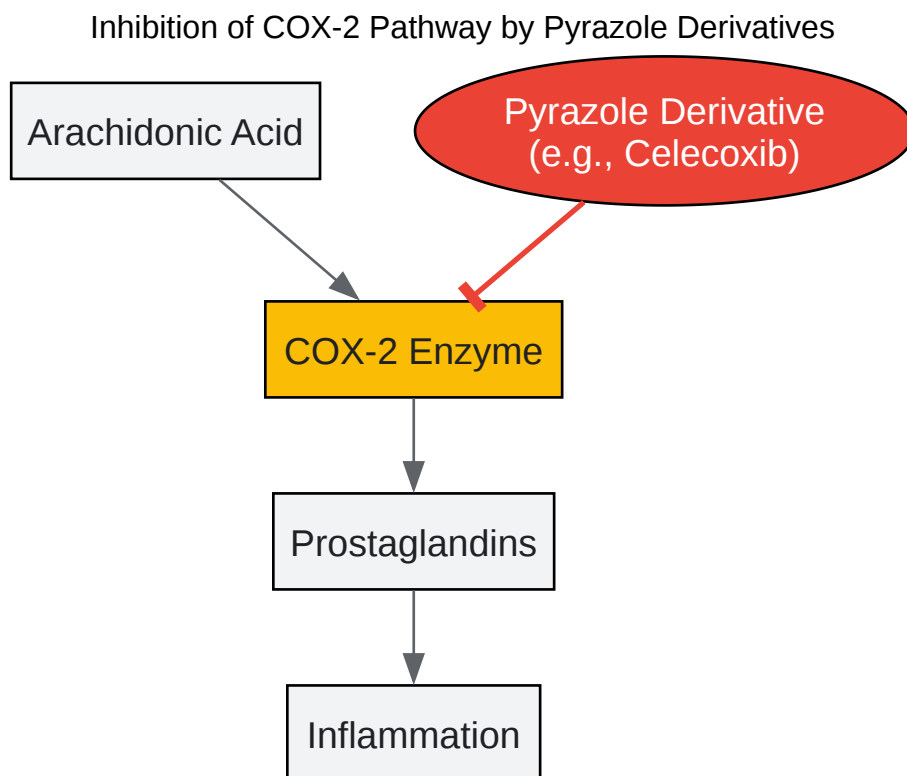 Inhibition of COX-2 Pathway by Pyrazole Derivatives
Arachidonic Acid
Pyrazole Derivative
(e.g., Celecoxib)
COX-2 Enzyme
Prostaglandins
Inflammation